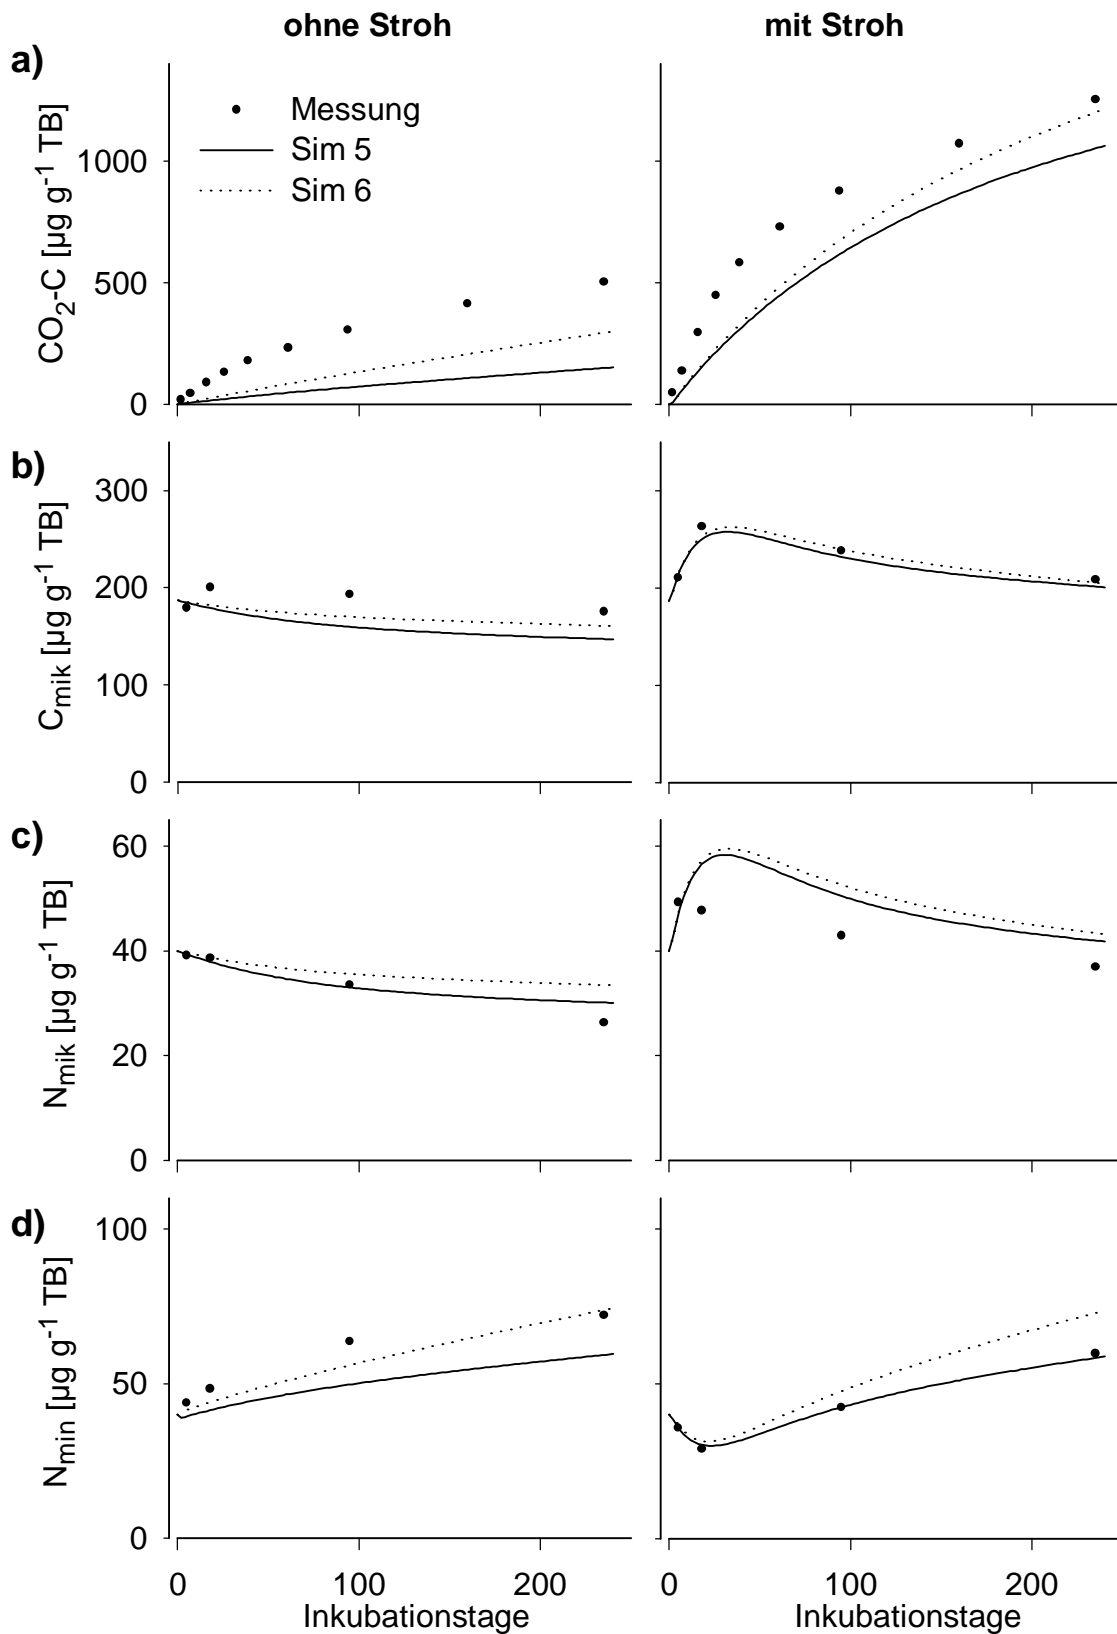 ohne Stroh
mit Stroh
a)
CO2-C [µg g-1 TB]
1000
500
0
Messung
Sim 5
Sim 6
b)
Cmik [µg g-1 TB]
300
200
100
0
c)
Nmik [µg g-1 TB]
60
40
20
0
d)
Nmin [µg g-1 TB]
100
50
0
0 100 200
0 100 200
Inkubationstage
Inkubationstage